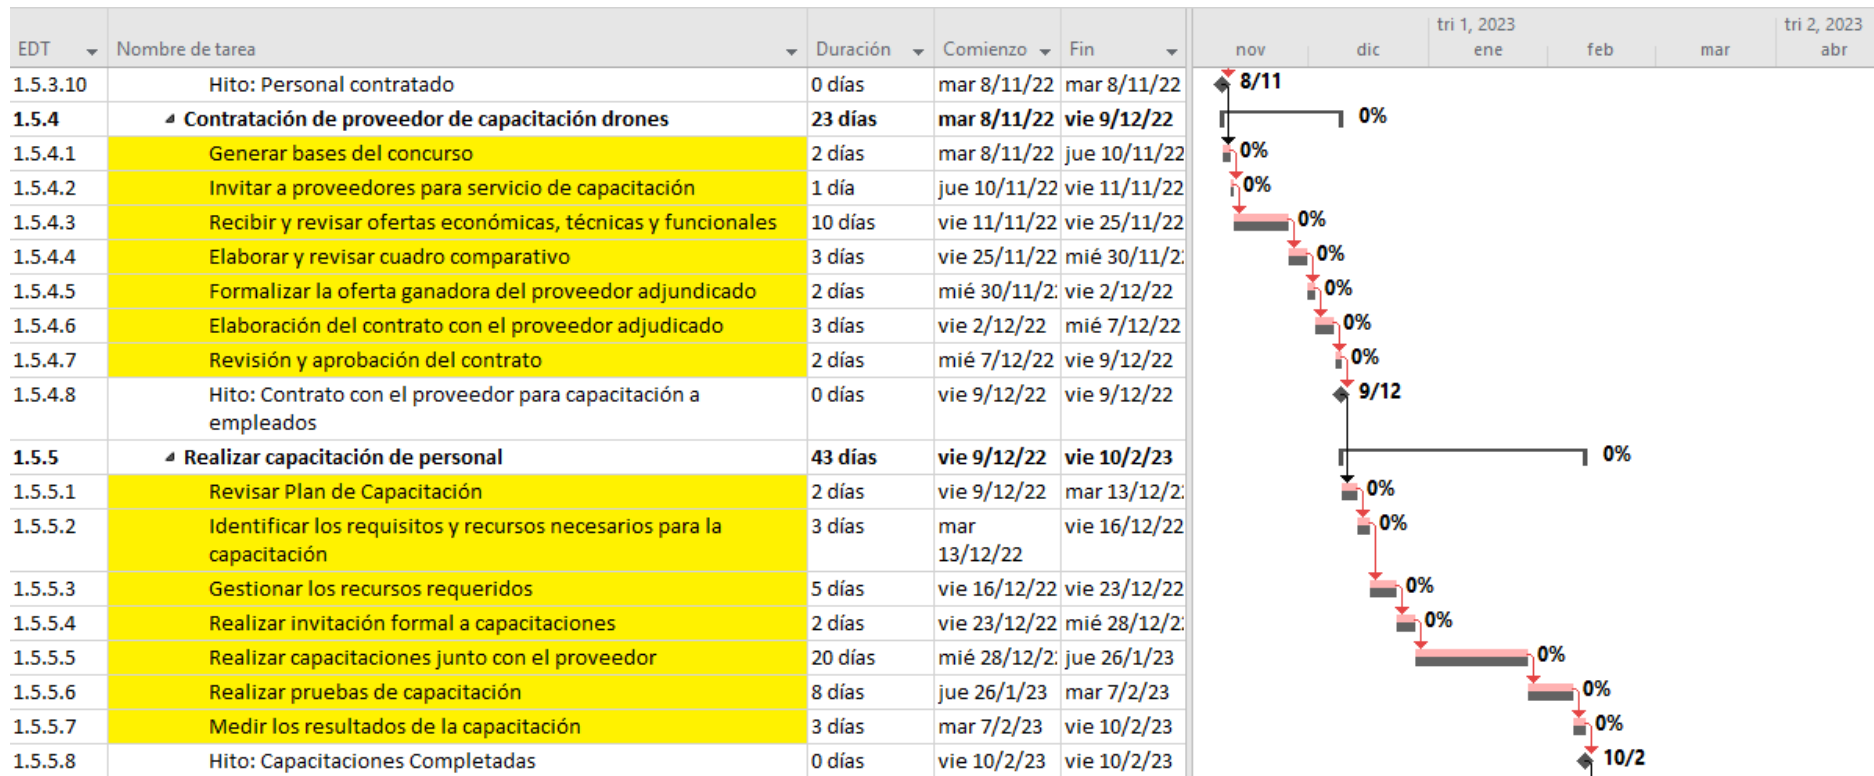 tri 1, 2023 tri 2, 2023
EDT Nombre de tarea Duración Comienzo Fin nov dic ene feb mar abr
1.5.3.10 Hito: Personal contratado 0 días mar 8/11/22 mar 8/11/22 8/11
1.5.4 Contratación de proveedor de capacitación drones 23 días mar 8/11/22 vie 9/12/22 0%
1.5.4.1 Generar bases del concurso 2 días mar 8/11/22 jue 10/11/22 0%
1.5.4.2 Invitar a proveedores para servicio de capacitación 1 día jue 10/11/22 vie 11/11/22 0%
1.5.4.3 Recibir y revisar ofertas económicas, técnicas y funcionales 10 días vie 11/11/22 vie 25/11/22 0%
1.5.4.4 Elaborar y revisar cuadro comparativo 3 días vie 25/11/22 mié 30/11/2 0%
1.5.4.5 Formalizar la oferta ganadora del proveedor adjundicado 2 días mié 30/11/2 vie 2/12/22 0%
1.5.4.6 Elaboración del contrato con el proveedor adjudicado 3 días vie 2/12/22 mié 7/12/22 0%
1.5.4.7 Revisión y aprobación del contrato 2 días mié 7/12/22 vie 9/12/22 0%
1.5.4.8 Hito: Contrato con el proveedor para capacitación a 0 días vie 9/12/22 vie 9/12/22 9/12
empleados
1.5.5 Realizar capacitación de personal 43 días vie 9/12/22 vie 10/2/23 0%
1.5.5.1 Revisar Plan de Capacitación 2 días vie 9/12/22 mar 13/12/2 0%
1.5.5.2 Identificar los requisitos y recursos necesarios para la 3 días mar vie 16/12/22 0%
capacitación 13/12/22
1.5.5.3 Gestionar los recursos requeridos 5 días vie 16/12/22 vie 23/12/22 0%
1.5.5.4 Realizar invitación formal a capacitaciones 2 días vie 23/12/22 mié 28/12/2 0%
1.5.5.5 Realizar capacitaciones junto con el proveedor 20 días mié 28/12/2 jue 26/1/23 0%
1.5.5.6 Realizar pruebas de capacitación 8 días jue 26/1/23 mar 7/2/23 0%
1.5.5.7 Medir los resultados de la capacitación 3 días mar 7/2/23 vie 10/2/23 0%
1.5.5.8 Hito: Capacitaciones Completadas 0 días vie 10/2/23 vie 10/2/23 10/2